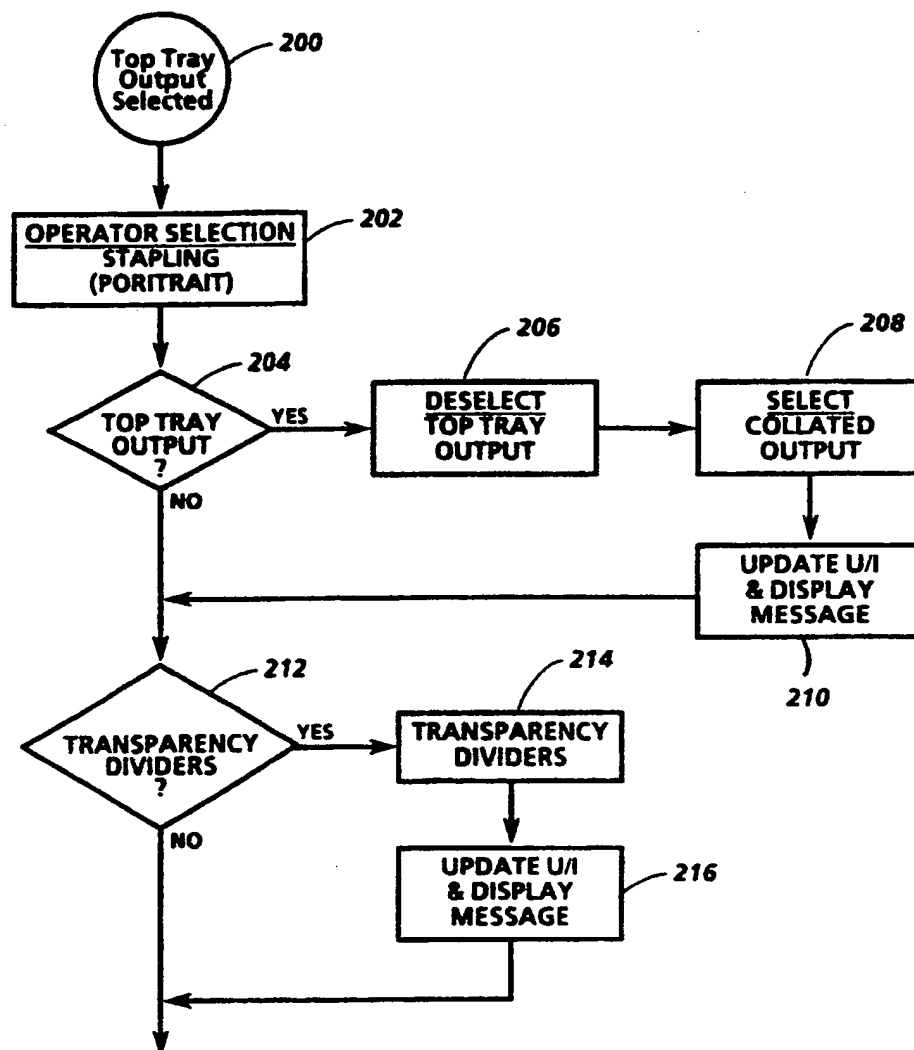 200
Top Tray
Output
Selected
202
OPERATOR SELECTION
STAPLING
(PORITRAIT)
204
TOP TRAY
OUTPUT
?
YES
NO
206
DESELECT
TOP TRAY
OUTPUT
208
SELECT
COLLATED
OUTPUT
UPDATE U/I
& DISPLAY
MESSAGE
210
212
TRANSPARENCY
DIVIDERS
?
YES
NO
214
TRANSPARENCY
DIVIDERS
UPDATE U/I
& DISPLAY
MESSAGE
216